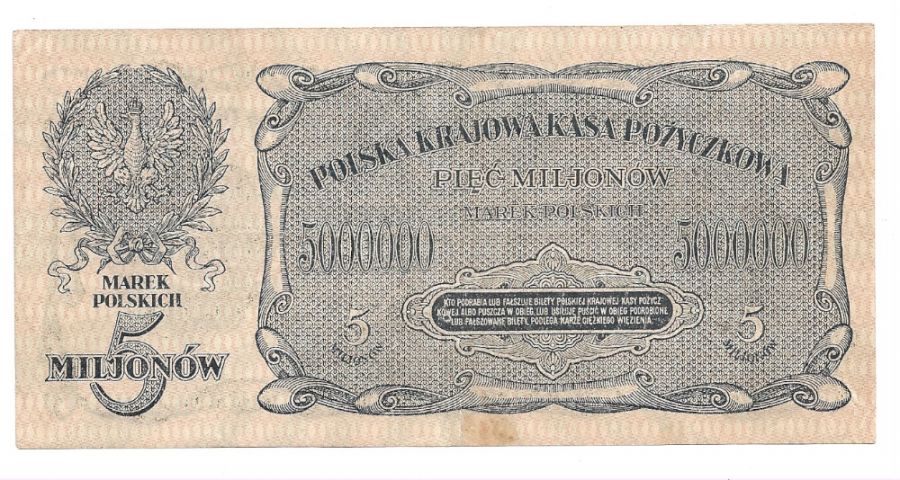 MAREK
POLSKICH
5
MILJONÓW
POLSKA KRAJOWA KASA POŻYCZKOWA
PIĘĆ MILJONÓW
MAREK POLSKICH
5000000
5000000
KTO PODRABIA LUB FAŁSZUJE BILETY POLSKIEJ KRAJOWEJ KASY POŻYCZ
KOWEJ ALBO PUSZCZA W OBIEG, LUB USIŁUJE PUŚCIĆ W OBIEG PODROBIONE
LUB FAŁSZOWANE BILETY, PODLEGA KARZE CIĘŻKIEGO WIĘZIENIA.
5
MILJONÓW
5
MILJONÓW